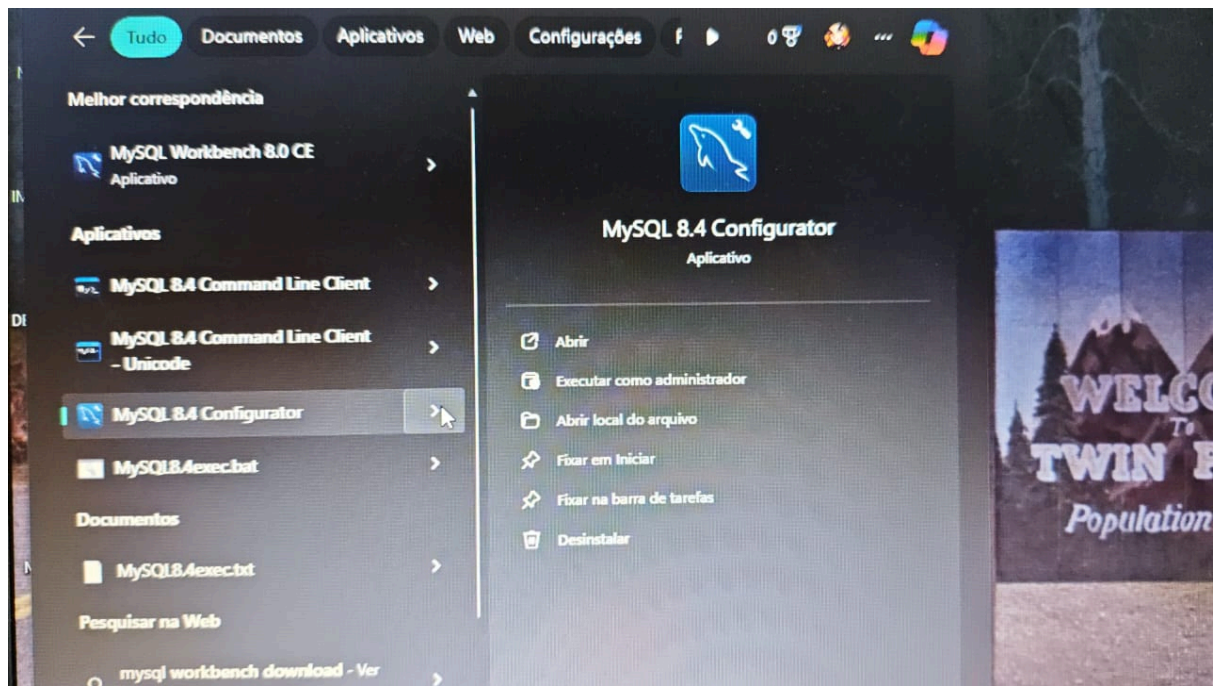 Tudo
Documentos
Aplicativos
Web
Configurações
0
Melhor correspondência
MySQL Workbench 8.0 CE
Aplicativo
Aplicativos
MySQL 8.4 Command Line Client
MySQL 8.4 Command Line Client
- Unicode
MySQL 8.4 Configurator
MySQL8.4exec.bat
Documentos
MySQL8.4exec.txt
Pesquisar na Web
mysql workbench download - Ver
MySQL 8.4 Configurator
Aplicativo
Abrir
Executar como administrador
Abrir local do arquivo
Fixar em Iniciar
Fixar na barra de tarefas
Desinstalar
To
TWIN
Population